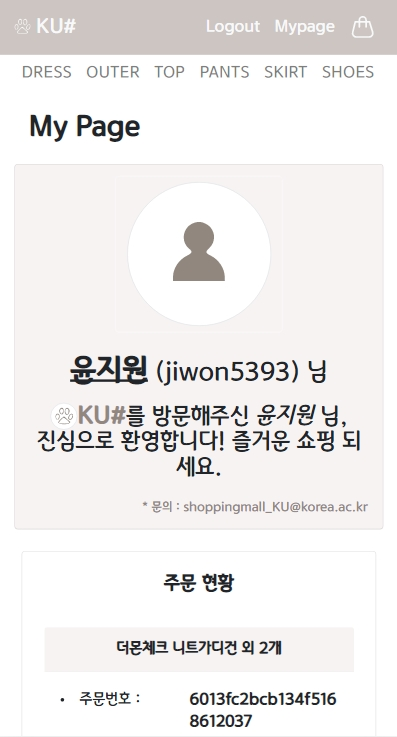 KU# Logout Mypage
DRESS OUTER TOP PANTS SKIRT SHOES
My Page
윤지원 (jiwon5393) 님
KU#를 방문해주신 윤지원 님,
진심으로 환영합니다! 즐거운 쇼핑 되
세요.
* 문의 : shoppingmall_KU@korea.ac.kr
주문 현황
더몬체크 니트가디건 외 2개
• 주문번호 : 6013fc2bcb134f516
8612037